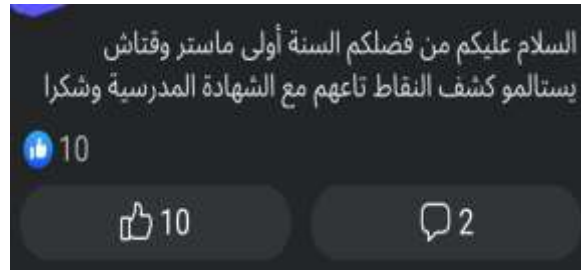 السلام عليكم من فضلكم السنة أولى ماستر وقتاش
يستالمو كشف النقاط تاعهم مع الشهادة المدرسية وشكرا
10
10
2